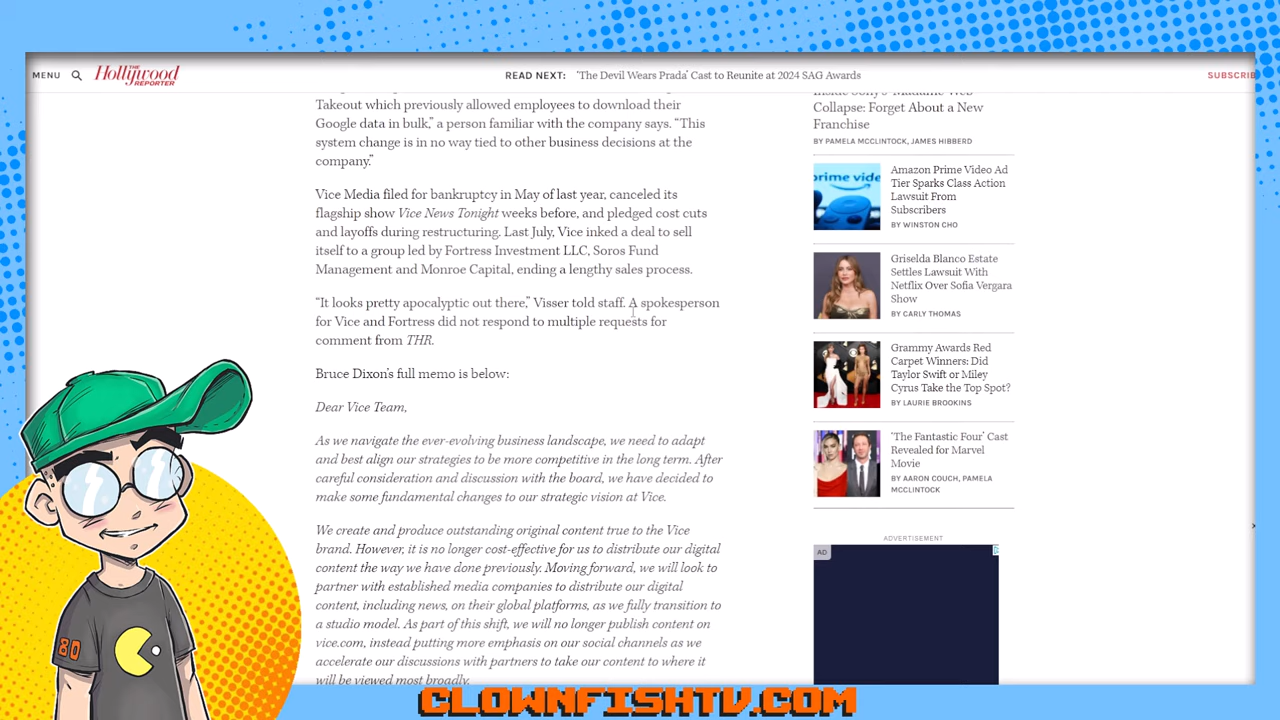 MENU
THE Hollywood REPORTER
READ NEXT: 'The Devil Wears Prada' Cast to Reunite at 2024 SAG Awards
SUBSCRIB
Takeout which previously allowed employees to download their
Google data in bulk,” a person familiar with the company says. “This
system change is in no way tied to other business decisions at the
company.”
Vice Media filed for bankruptcy in May of last year, canceled its
flagship show Vice News Tonight weeks before, and pledged cost cuts
and layoffs during restructuring. Last July, Vice inked a deal to sell
itself to a group led by Fortress Investment LLC, Soros Fund
Management and Monroe Capital, ending a lengthy sales process.
“It looks pretty apocalyptic out there,” Visser told staff. A spokesperson
for Vice and Fortress did not respond to multiple requests for
comment from THR.
Bruce Dixon’s full memo is below:
Dear Vice Team,
As we navigate the ever-evolving business landscape, we need to adapt
and best align our strategies to be more competitive in the long term. After
careful consideration and discussion with the board, we have decided to
make some fundamental changes to our strategic vision at Vice.
We create and produce outstanding original content true to the Vice
brand. However, it is no longer cost-effective for us to distribute our digital
content the way we have done previously. Moving forward, we will look to
partner with established media companies to distribute our digital
content, including news, on their global platforms, as we fully transition to
a studio model. As part of this shift, we will no longer publish content on
vice.com, instead putting more emphasis on our social channels as we
accelerate our discussions with partners to take our content to where it
will be viewed most broadly.
Inside Sony's 'Madame Web'
Collapse: Forget About a New
Franchise
BY PAMELA MCCLINTOCK, JAMES HIBBERD
prime vide
Amazon Prime Video Ad
Tier Sparks Class Action
Lawsuit From
Subscribers
BY WINSTON CHO
Griselda Blanco Estate
Settles Lawsuit With
Netflix Over Sofia Vergara
Show
BY CARLY THOMAS
Grammy Awards Red
Carpet Winners: Did
Taylor Swift or Miley
Cyrus Take the Top Spot?
BY LAURIE BROOKINS
‘The Fantastic Four’ Cast
Revealed for Marvel
Movie
BY AARON COUCH, PAMELA
MCCLINTOCK
ADVERTISEMENT
AD
80
CLOWNFISHTV.COM